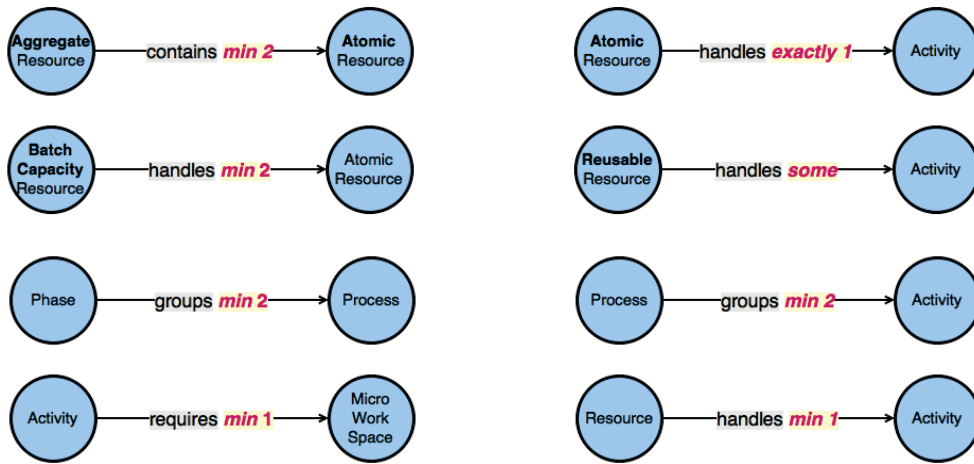 Aggregate
Resource
contains min 2
Atomic
Resource
Atomic
Resource
handles exactly 1
Activity
Batch
Capacity
Resource
handles min 2
Atomic
Resource
Reusable
Resource
handles some
Activity
Phase
groups min 2
Process
Process
groups min 2
Activity
Activity
requires min 1
Micro
Work
Space
Resource
handles min 1
Activity